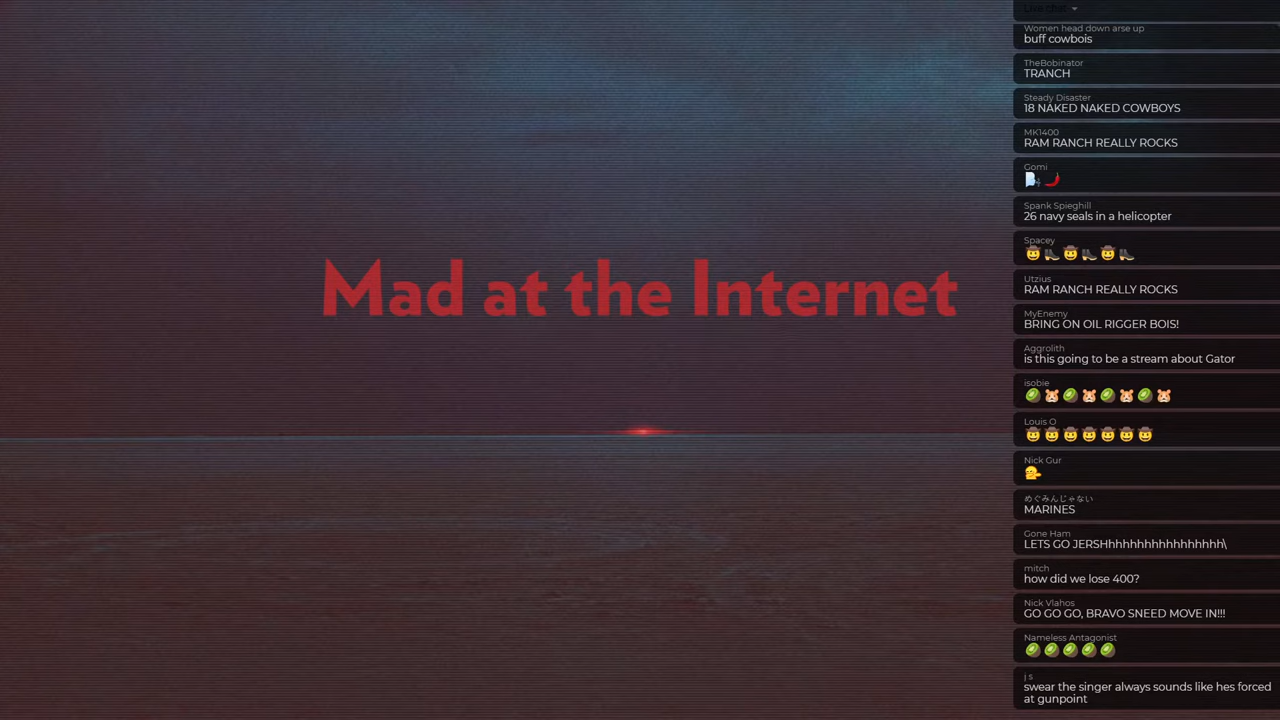 Live chat
Women head down arse up
buff cowbois
TheBobinator
TRANCH
Steady Disaster
18 NAKED NAKED COWBOYS
MK1400
RAM RANCH REALLY ROCKS
Gomi
🌬️🌶️
Spank Spieghill
26 navy seals in a helicopter
Spacey
🤠🥾🤠🥾🤠🥾
Utzius
RAM RANCH REALLY ROCKS
MyEnemy
BRING ON OIL RIGGER BOIS!
Aggrolith
is this going to be a stream about Gator
isobie
🥝🐹🥝🐹🥝🐹🥝🐹
Louis O
🤠🤠🤠🤠🤠🤠🤠
Nick Gur
めぐみんじゃない
MARINES
Gone Ham
LETS GO JERSHhhhhhhhhhhhhhhhh\
mitch
how did we lose 400?
Nick Vlahos
GO GO GO, BRAVO SNEED MOVE IN!!!
Nameless Antagonist
🥝🥝🥝🥝🥝
j s
swear the singer always sounds like hes forced
at gunpoint
Mad at the Internet